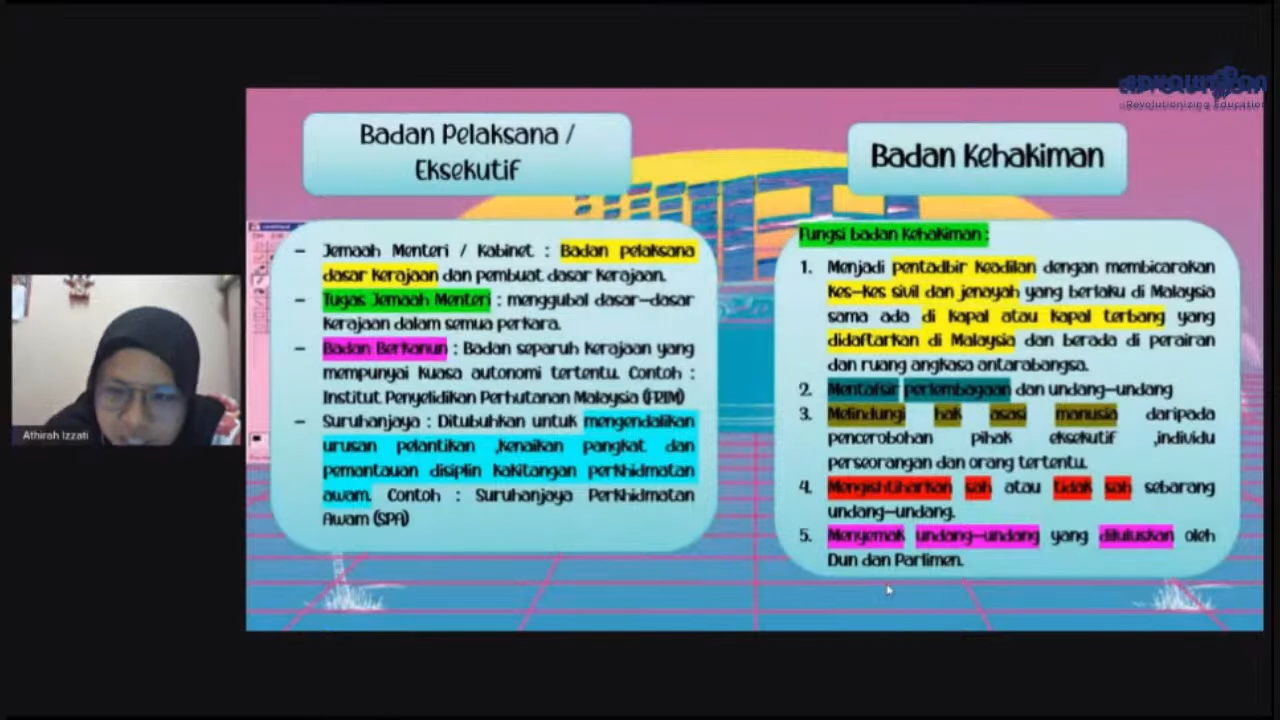 Revolutionizing Education
Badan Pelaksana /
Eksekutif
- Jemaah Menteri / Kabinet : Badan pelaksana
dasar kerajaan dan pembuat dasar kerajaan.
- Tugas Jemaah Menteri : menggubal dasar-dasar
kerajaan dalam semua perkara.
- Badan Berkanun : Badan separuh kerajaan yang
mempunyai kuasa autonomi tertentu. Contoh :
Institut Penyelidikan Perhutanan Malaysia (FRIM)
- Suruhanjaya : Ditubuhkan untuk mengendalikan
urusan pelantikan ,kenaikan pangkat dan
pemantauan disiplin kakitangan perkhidmatan
awam. Contoh : Suruhanjaya Perkhidmatan
Awam (SPA)
Badan Kehakiman
Fungsi badan Kehakiman :
1. Menjadi pentadbir Keadilan dengan membicarakan
kes-kes sivil dan jenayah yang berlaku di Malaysia
sama ada di kapal atau kapal terbang yang
didaftarkan di Malaysia dan berada di perairan
dan ruang angkasa antarabangsa.
2. Mentafsir perlembagaan dan undang-undang
3. Melindungi hak asasi manusia daripada
pencerobohan pihak eksekutif ,individu
perseorangan dan orang tertentu.
4. Mengishtiharkan sah atau tidak sah sebarang
undang-undang.
5. Menyemak undang-undang yang diluluskan oleh
Dun dan Parlimen.
Athirah Izzati